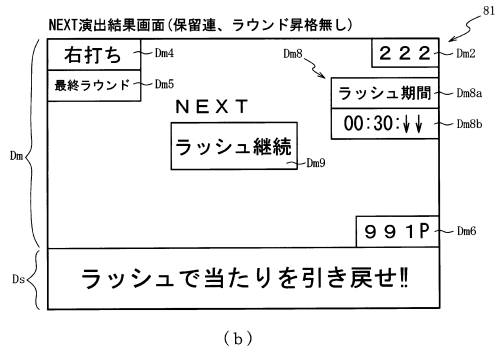 NEXT演出結果画面(保留連、ラウンド昇格無し)
81
右打ち
Dm4
222
Dm2
最終ラウンド
Dm5
Dm8
ラッシュ期間
Dm8a
NEXT
00:30:↓↓
Dm8b
Dm
ラッシュ継続
Dm9
991P
Dm6
Ds
ラッシュで当たりを引き戻せ!!
(b)